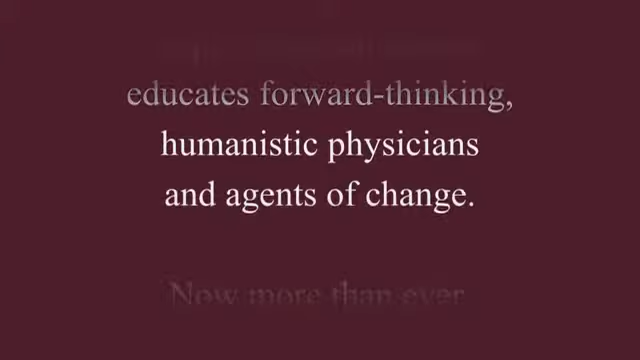 educates forward-thinking,
humanistic physicians
and agents of change.
Now more than ever